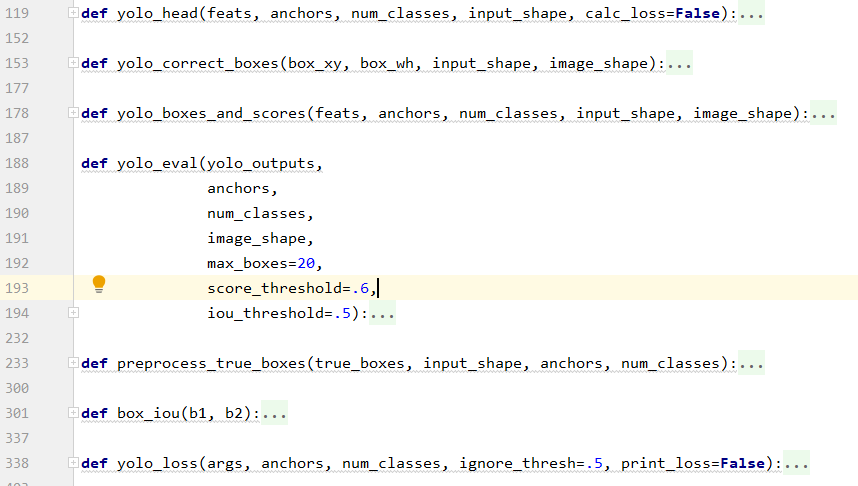 119 def yolo_head(feats, anchors, num_classes, input_shape, calc_loss=False):...
152
153 def yolo_correct_boxes(box_xy, box_wh, input_shape, image_shape):...
177
178 def yolo_boxes_and_scores(feats, anchors, num_classes, input_shape, image_shape):...
187
188 def yolo_eval(yolo_outputs,
189 anchors,
190 num_classes,
191 image_shape,
192 max_boxes=20,
193 score_threshold=.6,
194 iou_threshold=.5):...
232
233 def preprocess_true_boxes(true_boxes, input_shape, anchors, num_classes):...
300
301 def box_iou(b1, b2):...
337
338 def yolo_loss(args, anchors, num_classes, ignore_thresh=.5, print_loss=False):...